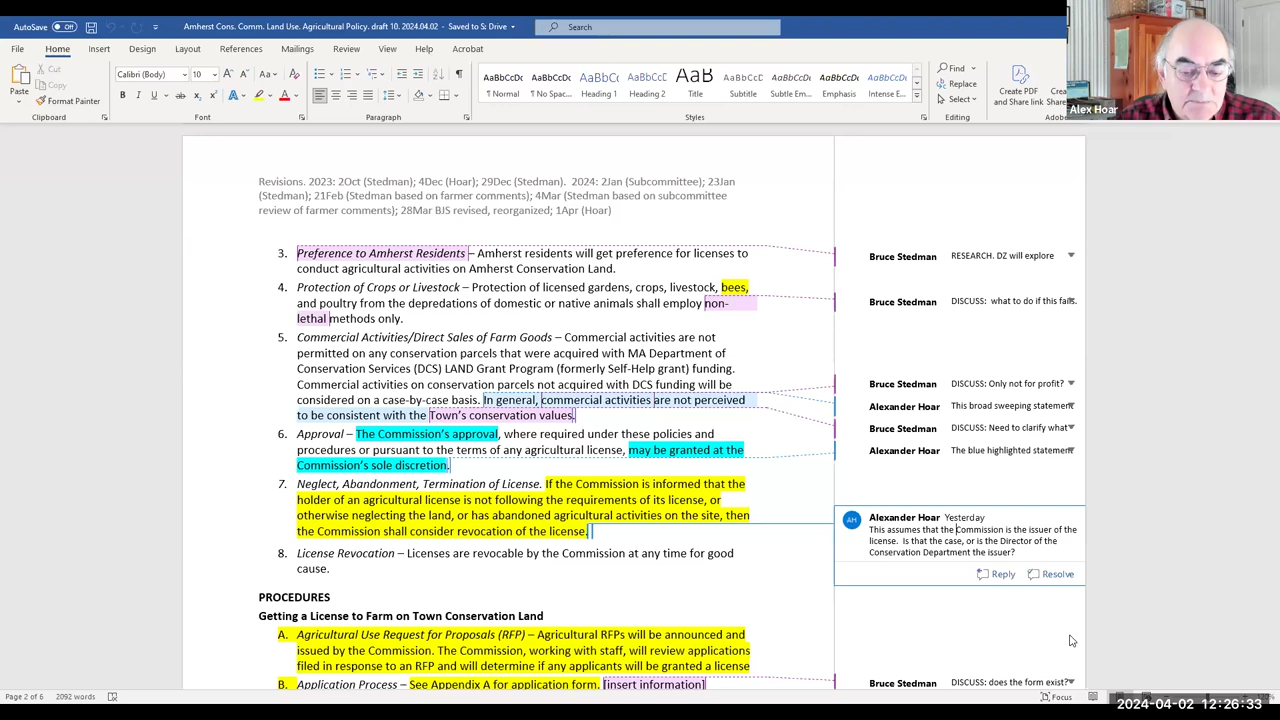 AutoSave Off
Amherst Cons. Comm. Land Use. Agricultural Policy. draft 10. 2024.04.02 - Saved to S: Drive
Search
File Home Insert Design Layout References Mailings Review View Help Acrobat
Paste
Cut
Copy
Format Painter
Clipboard
Calibri (Body) 10
Font
Paragraph
AaBbCcDc AaBbCcDc AaBbCc AaBbCcD AaB AaBbCcD AaBbCcDc AaBbCcDc AaBbCcDc
¶ Normal ¶ No Spac... Heading 1 Heading 2 Title Subtitle Subtle Em... Emphasis Intense E...
Styles
Find
Replace
Select
Editing
Create PDF
and Share link
Alex Hoar
Revisions. 2023: 2Oct (Stedman); 4Dec (Hoar); 29Dec (Stedman). 2024: 2Jan (Subcommittee); 23Jan
(Stedman); 21Feb (Stedman based on farmer comments); 4Mar (Stedman based on subcommittee
review of farmer comments); 28Mar BJS revised, reorganized; 1Apr (Hoar)
3. Preference to Amherst Residents – Amherst residents will get preference for licenses to
conduct agricultural activities on Amherst Conservation Land.
4. Protection of Crops or Livestock – Protection of licensed gardens, crops, livestock, bees,
and poultry from the depredations of domestic or native animals shall employ non-
lethal methods only.
5. Commercial Activities/Direct Sales of Farm Goods – Commercial activities are not
permitted on any conservation parcels that were acquired with MA Department of
Conservation Services (DCS) LAND Grant Program (formerly Self-Help grant) funding.
Commercial activities on conservation parcels not acquired with DCS funding will be
considered on a case-by-case basis. In general, commercial activities are not perceived
to be consistent with the Town's conservation values.
6. Approval – The Commission's approval, where required under these policies and
procedures or pursuant to the terms of any agricultural license, may be granted at the
Commission's sole discretion.
7. Neglect, Abandonment, Termination of License. If the Commission is informed that the
holder of an agricultural license is not following the requirements of its license, or
otherwise neglecting the land, or has abandoned agricultural activities on the site, then
the Commission shall consider revocation of the license.
8. License Revocation – Licenses are revocable by the Commission at any time for good
cause.
PROCEDURES
Getting a License to Farm on Town Conservation Land
A. Agricultural Use Request for Proposals (RFP) – Agricultural RFPs will be announced and
issued by the Commission. The Commission, working with staff, will review applications
filed in response to an RFP and will determine if any applicants will be granted a license
B. Application Process – See Appendix A for application form. [insert information]
Bruce Stedman RESEARCH. DZ will explore
Bruce Stedman DISCUSS: what to do if this fails.
Bruce Stedman DISCUSS: Only not for profit?
Alexander Hoar This broad sweeping statement
Bruce Stedman DISCUSS: Need to clarify what
Alexander Hoar The blue highlighted statement
AH
Alexander Hoar Yesterday
This assumes that the Commission is the issuer of the
license. Is that the case, or is the Director of the
Conservation Department the issuer?
Reply Resolve
Bruce Stedman DISCUSS: does the form exist?
Page 2 of 6 2092 words
Focus
2024-04-02 12:26:33